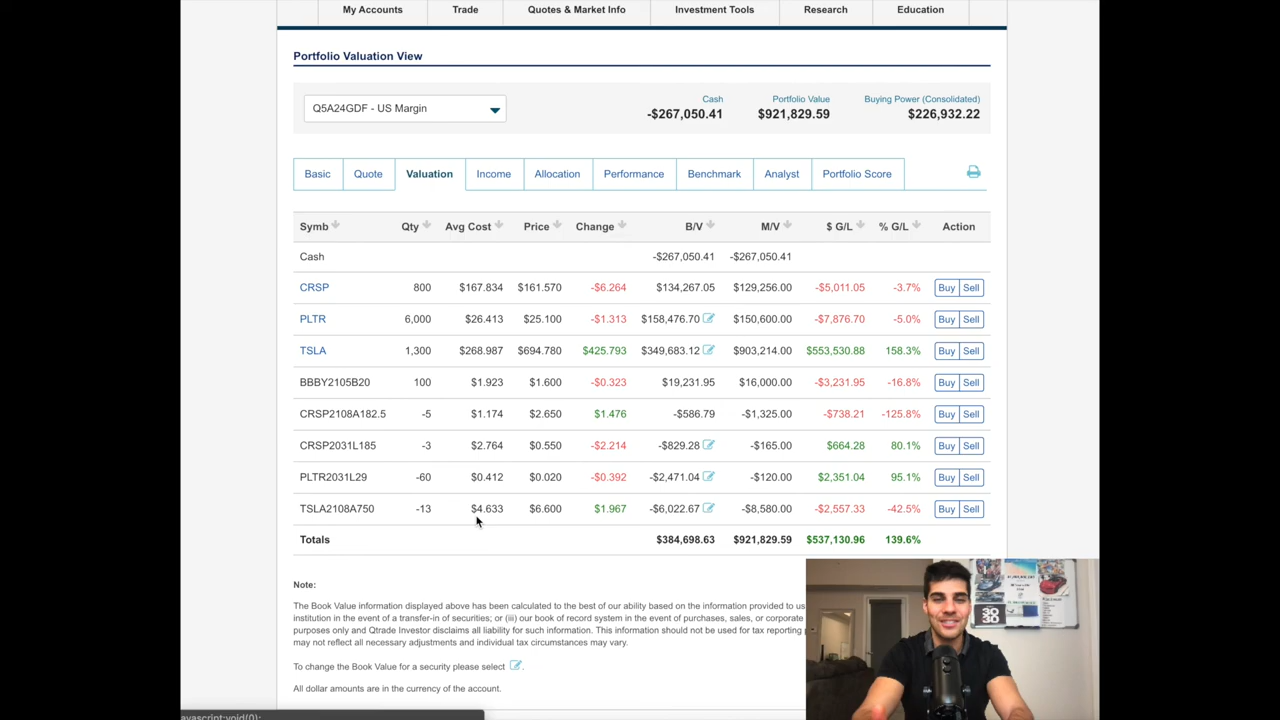 My Accounts Trade Quotes & Market Info Investment Tools Research Education
Portfolio Valuation View
Cash Portfolio Value Buying Power (Consolidated)
Q5A24GDF - US Margin -$267,050.41 $921,829.59 $226,932.22
Basic Quote Valuation Income Allocation Performance Benchmark Analyst Portfolio Score
Symb Qty Avg Cost Price Change B/V M/V $ G/L % G/L Action
Cash -$267,050.41 -$267,050.41
CRSP 800 $167.834 $161.570 -$6.264 $134,267.05 $129,256.00 -$5,011.05 -3.7% Buy Sell
PLTR 6,000 $26.413 $25.100 -$1.313 $158,476.70 $150,600.00 -$7,876.70 -5.0% Buy Sell
TSLA 1,300 $268.987 $694.780 $425.793 $349,683.12 $903,214.00 $553,530.88 158.3% Buy Sell
BBBY2105B20 100 $1.923 $1.600 -$0.323 $19,231.95 $16,000.00 -$3,231.95 -16.8% Buy Sell
CRSP2108A182.5 -5 $1.174 $2.650 $1.476 -$586.79 -$1,325.00 -$738.21 -125.8% Buy Sell
CRSP2031L185 -3 $2.764 $0.550 -$2.214 -$829.28 -$165.00 $664.28 80.1% Buy Sell
PLTR2031L29 -60 $0.412 $0.020 -$0.392 -$2,471.04 -$120.00 $2,351.04 95.1% Buy Sell
TSLA2108A750 -13 $4.633 $6.600 $1.967 -$6,022.67 -$8,580.00 -$2,557.33 -42.5% Buy Sell
Totals $384,698.63 $921,829.59 $537,130.96 139.6%
Note:
The Book Value information displayed above has been calculated to the best of our ability based on the information provided to us
institution in the event of a transfer-in of securities; or (iii) our book of record system in the event of purchases, sales, or corporate
purposes only and Qtrade Investor disclaims all liability for such information. This information should not be used for tax reporting
may not reflect all necessary adjustments and individual tax circumstances may vary.
To change the Book Value for a security please select .
All dollar amounts are in the currency of the account.
avascript:void(0);
30
30